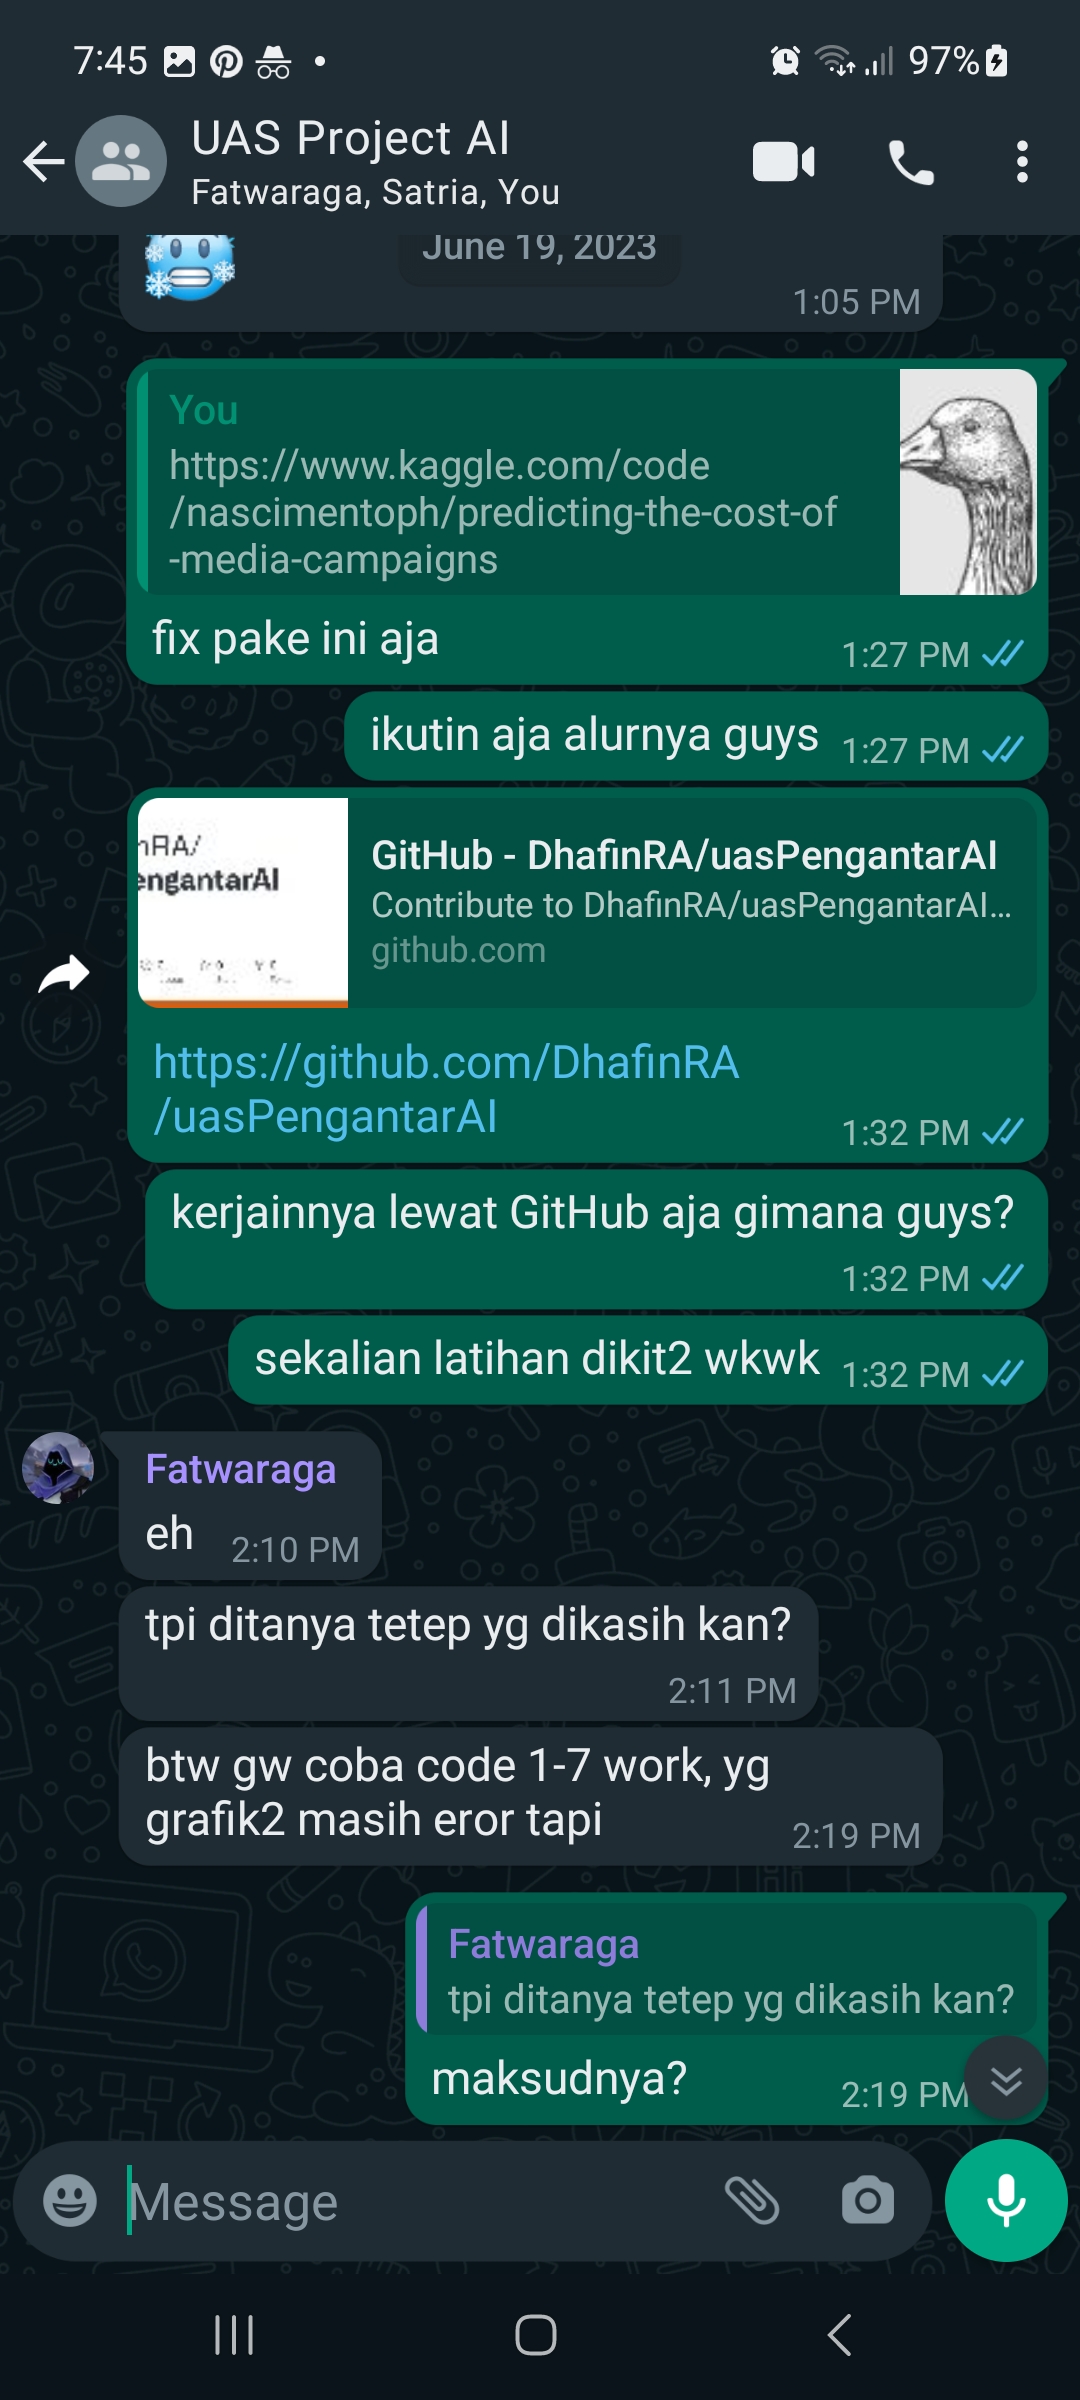 7:45
97%
UAS Project AI
Fatwaraga, Satria, You
June 19, 2023
1:05 PM
You
https://www.kaggle.com/code
/nascimentoph/predicting-the-cost-of
-media-campaigns
fix pake ini aja
1:27 PM
ikutin aja alurnya guys
1:27 PM
nRA/
engantarAI
GitHub - DhafinRA/uasPengantarAI
Contribute to DhafinRA/uasPengantarAI...
github.com
https://github.com/DhafinRA
/uasPengantarAI
1:32 PM
kerjainnya lewat GitHub aja gimana guys?
1:32 PM
sekalian latihan dikit2 wkwk
1:32 PM
Fatwaraga
eh
2:10 PM
tpi ditanya tetep yg dikasih kan?
2:11 PM
btw gw coba code 1-7 work, yg
grafik2 masih eror tapi
2:19 PM
Fatwaraga
tpi ditanya tetep yg dikasih kan?
maksudnya?
2:19 PM
Message